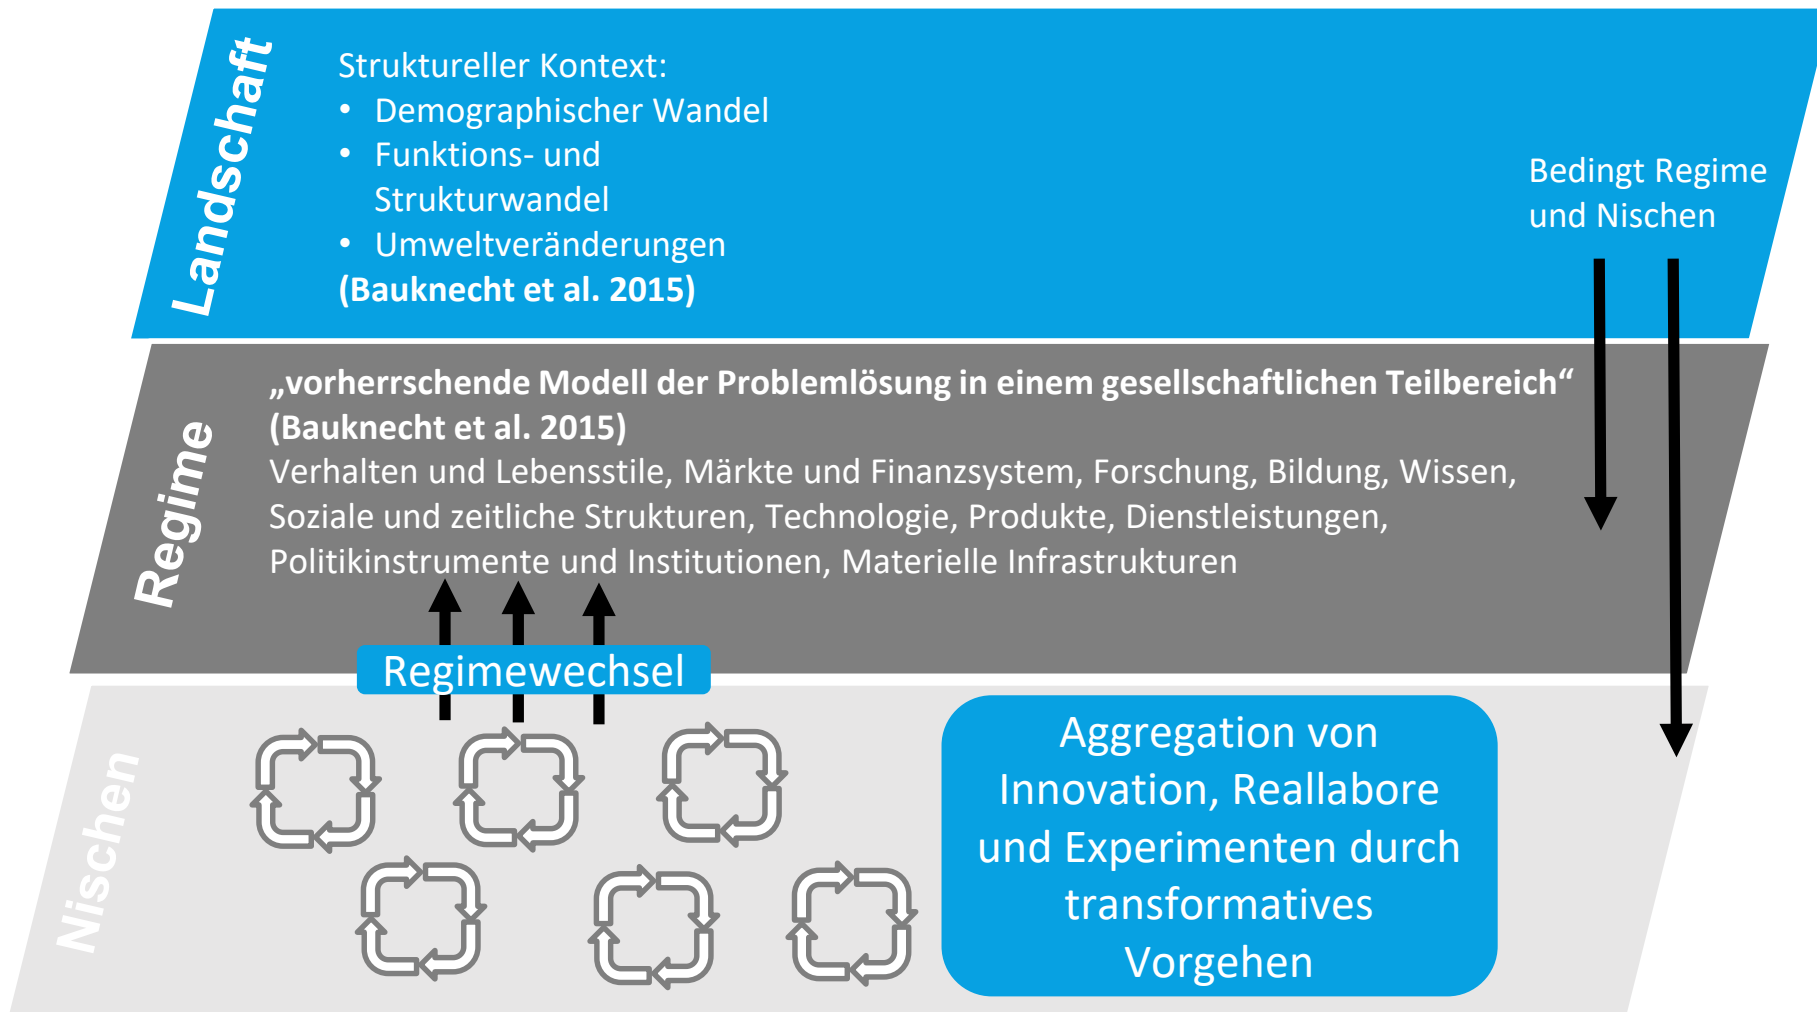 Landschaft
Struktureller Kontext:
• Demographischer Wandel
• Funktions- und
Strukturwandel
• Umweltveränderungen
(Bauknecht et al. 2015)
Bedingt Regime
und Nischen
Regime
„vorherrschende Modell der Problemlösung in einem gesellschaftlichen Teilbereich“
(Bauknecht et al. 2015)
Verhalten und Lebensstile, Märkte und Finanzsystem, Forschung, Bildung, Wissen,
Soziale und zeitliche Strukturen, Technologie, Produkte, Dienstleistungen,
Politikinstrumente und Institutionen, Materielle Infrastrukturen
Regimewechsel
Nischen
Aggregation von
Innovation, Reallabore
und Experimenten durch
transformatives
Vorgehen